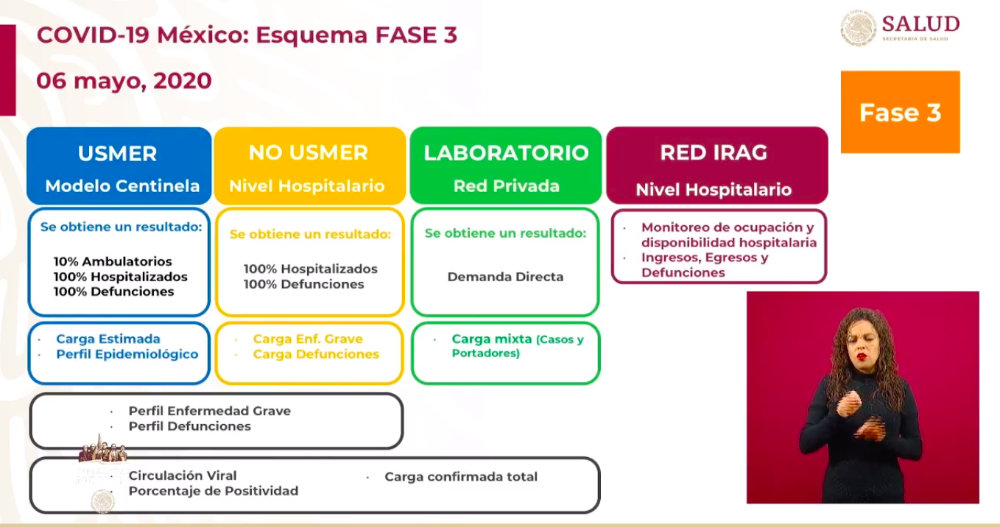 COVID-19 México: Esquema FASE 3
06 mayo, 2020
SALUD
SECRETARÍA DE SALUD
Fase 3
USMER
Modelo Centinela
Se obtiene un resultado:
10% Ambulatorios
100% Hospitalizados
100% Defunciones
· Carga Estimada
· Perfil Epidemiológico
NO USMER
Nivel Hospitalario
Se obtiene un resultado:
100% Hospitalizados
100% Defunciones
· Carga Enf. Grave
· Carga Defunciones
LABORATORIO
Red Privada
Se obtiene un resultado:
Demanda Directa
· Carga mixta (Casos y
Portadores)
RED IRAG
Nivel Hospitalario
· Monitoreo de ocupación y
disponibilidad hospitalaria
· Ingresos, Egresos y
Defunciones
· Perfil Enfermedad Grave
· Perfil Defunciones
· Circulación Viral
· Porcentaje de Positividad
· Carga confirmada total